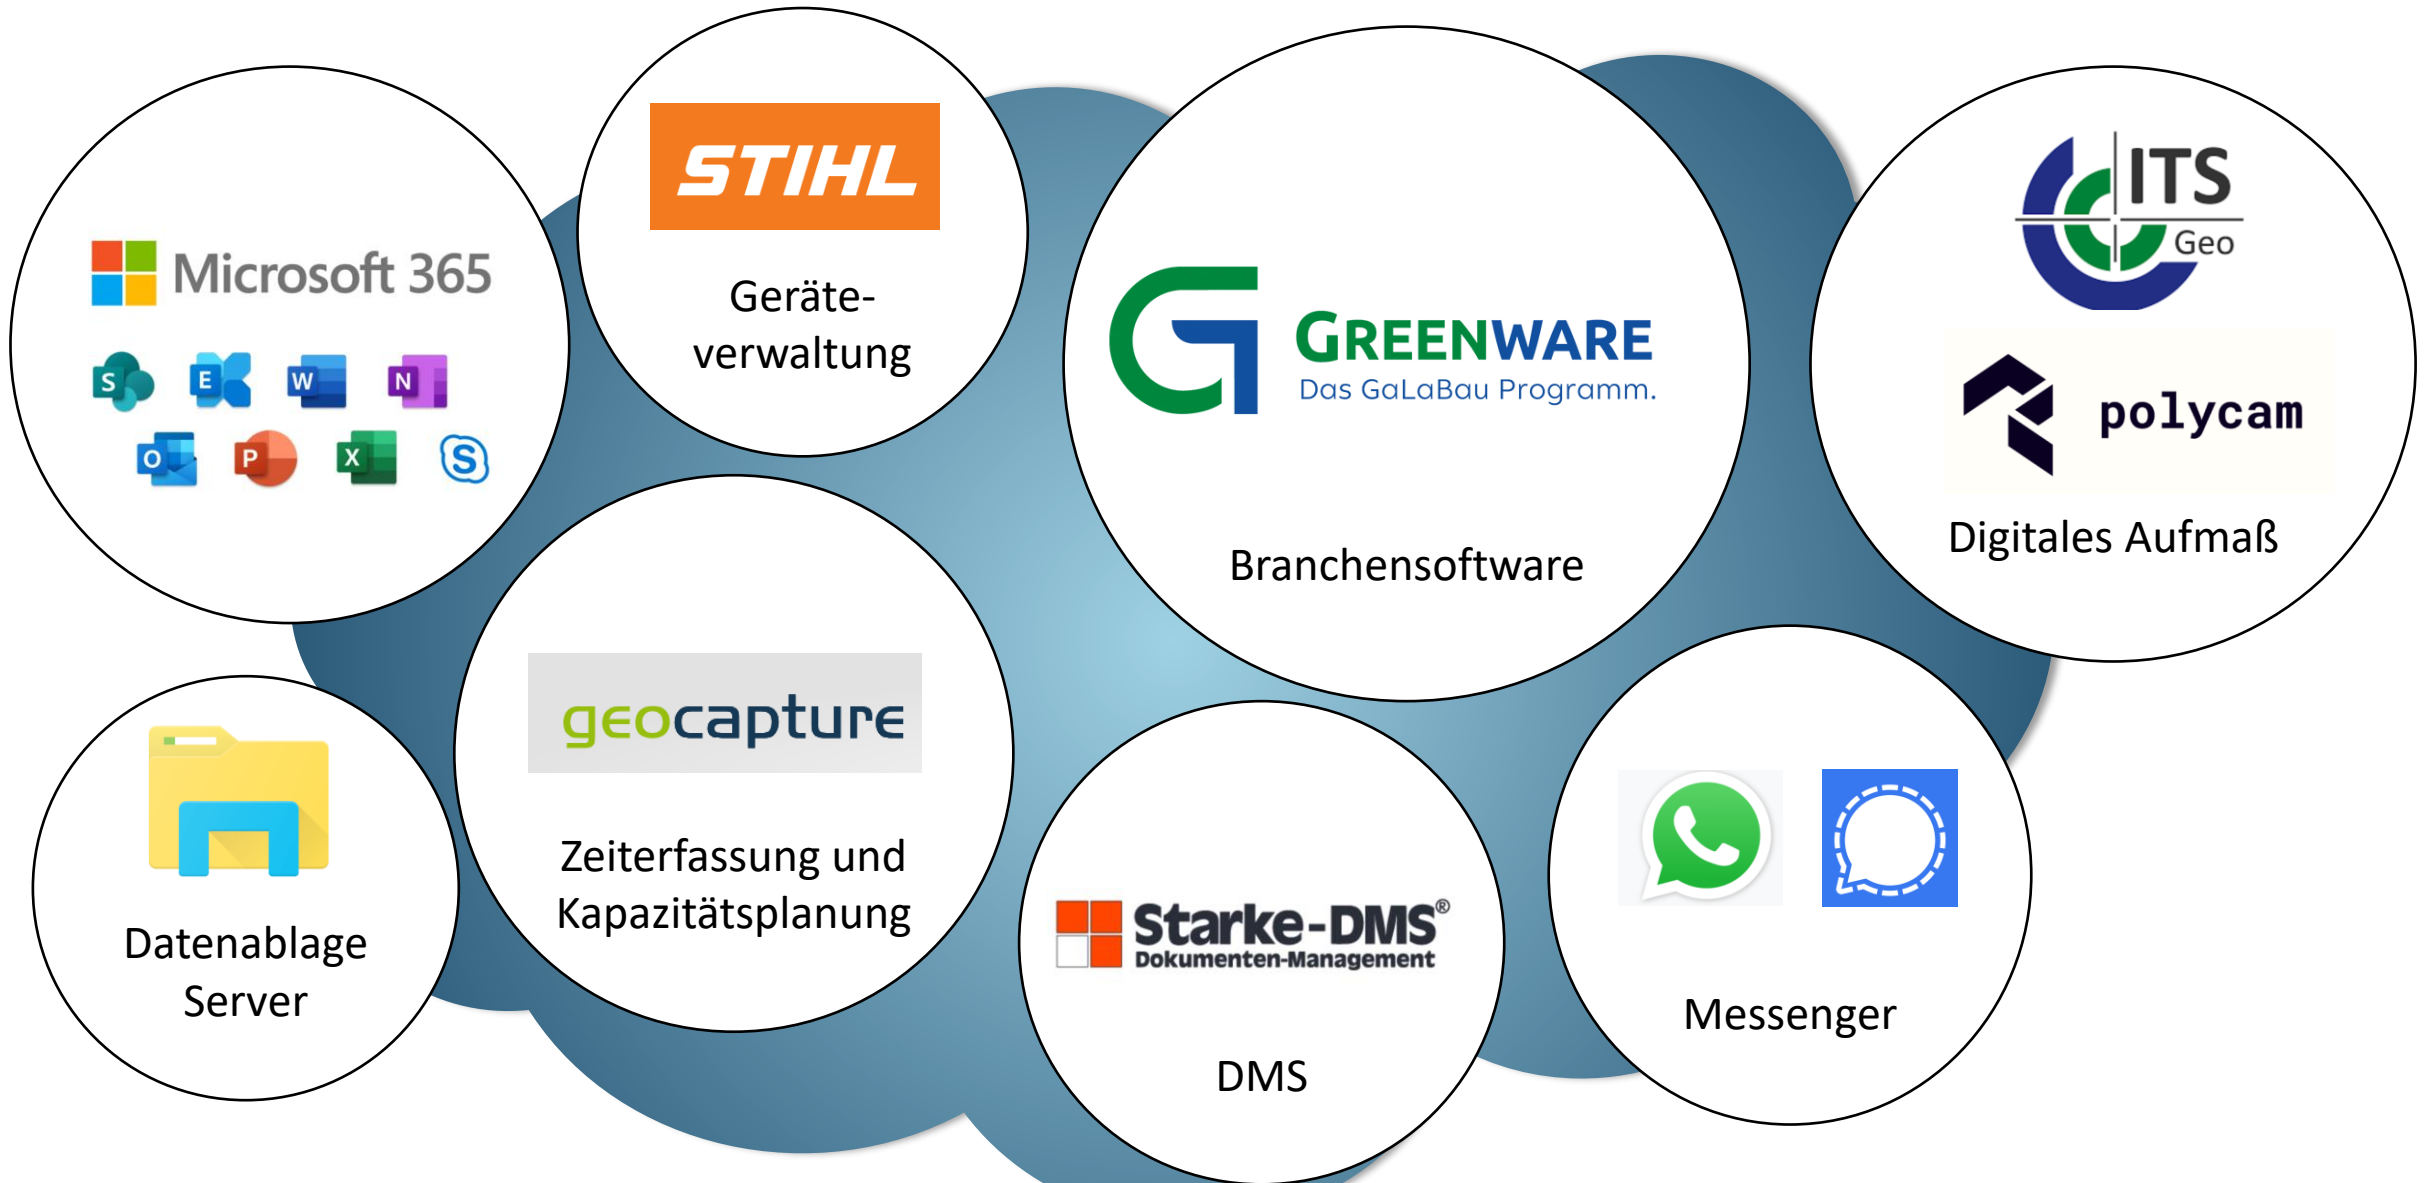 Microsoft 365
S E W N
O P X S
STIHL
Geräte-
verwaltung
GREENWARE
Das GaLaBau Programm.
Branchensoftware
ITS
Geo
polycam
Digitales Aufmaß
Datenablage
Server
geocapture
Zeiterfassung und
Kapazitätsplanung
Starke-DMS®
Dokumenten-Management
DMS
Messenger